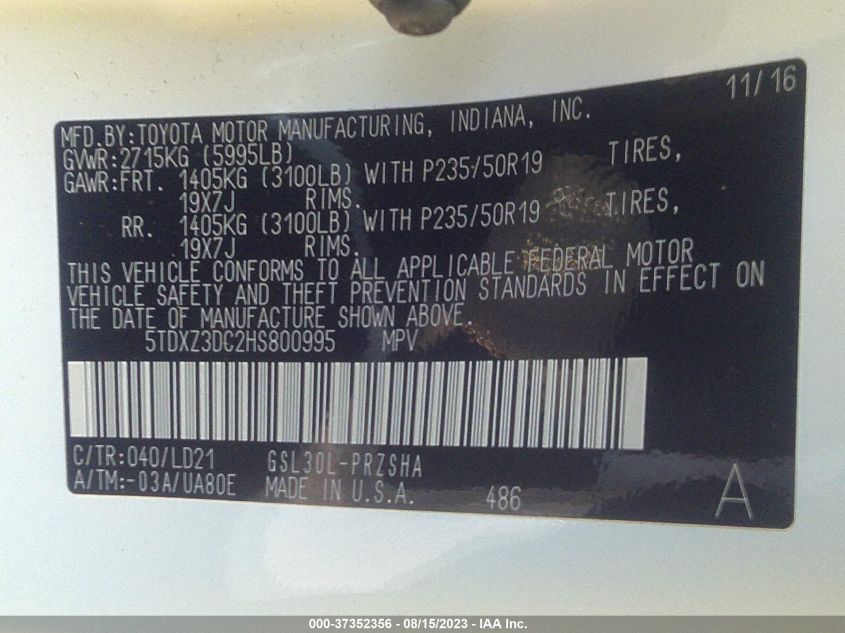 11/16
MFD.BY:TOYOTA MOTOR MANUFACTURING, INDIANA, INC.
GVWR:2715KG (5995LB)
GAWR:FRT. 1405KG (3100LB) WITH P235/50R19 TIRES,
19X7J RIMS.
RR. 1405KG (3100LB) WITH P235/50R19 TIRES,
19X7J RIMS.
THIS VEHICLE CONFORMS TO ALL APPLICABLE FEDERAL MOTOR
VEHICLE SAFETY AND THEFT PREVENTION STANDARDS IN EFFECT ON
THE DATE OF MANUFACTURE SHOWN ABOVE.
5TDXZ3DC2HS800995 MPV
C/TR:040/LD21 GSL30L-PRZSHA
A/TM:-03A/UA80E MADE IN U.S.A. 486 A
000-37352356 - 08/15/2023 - IAA Inc.